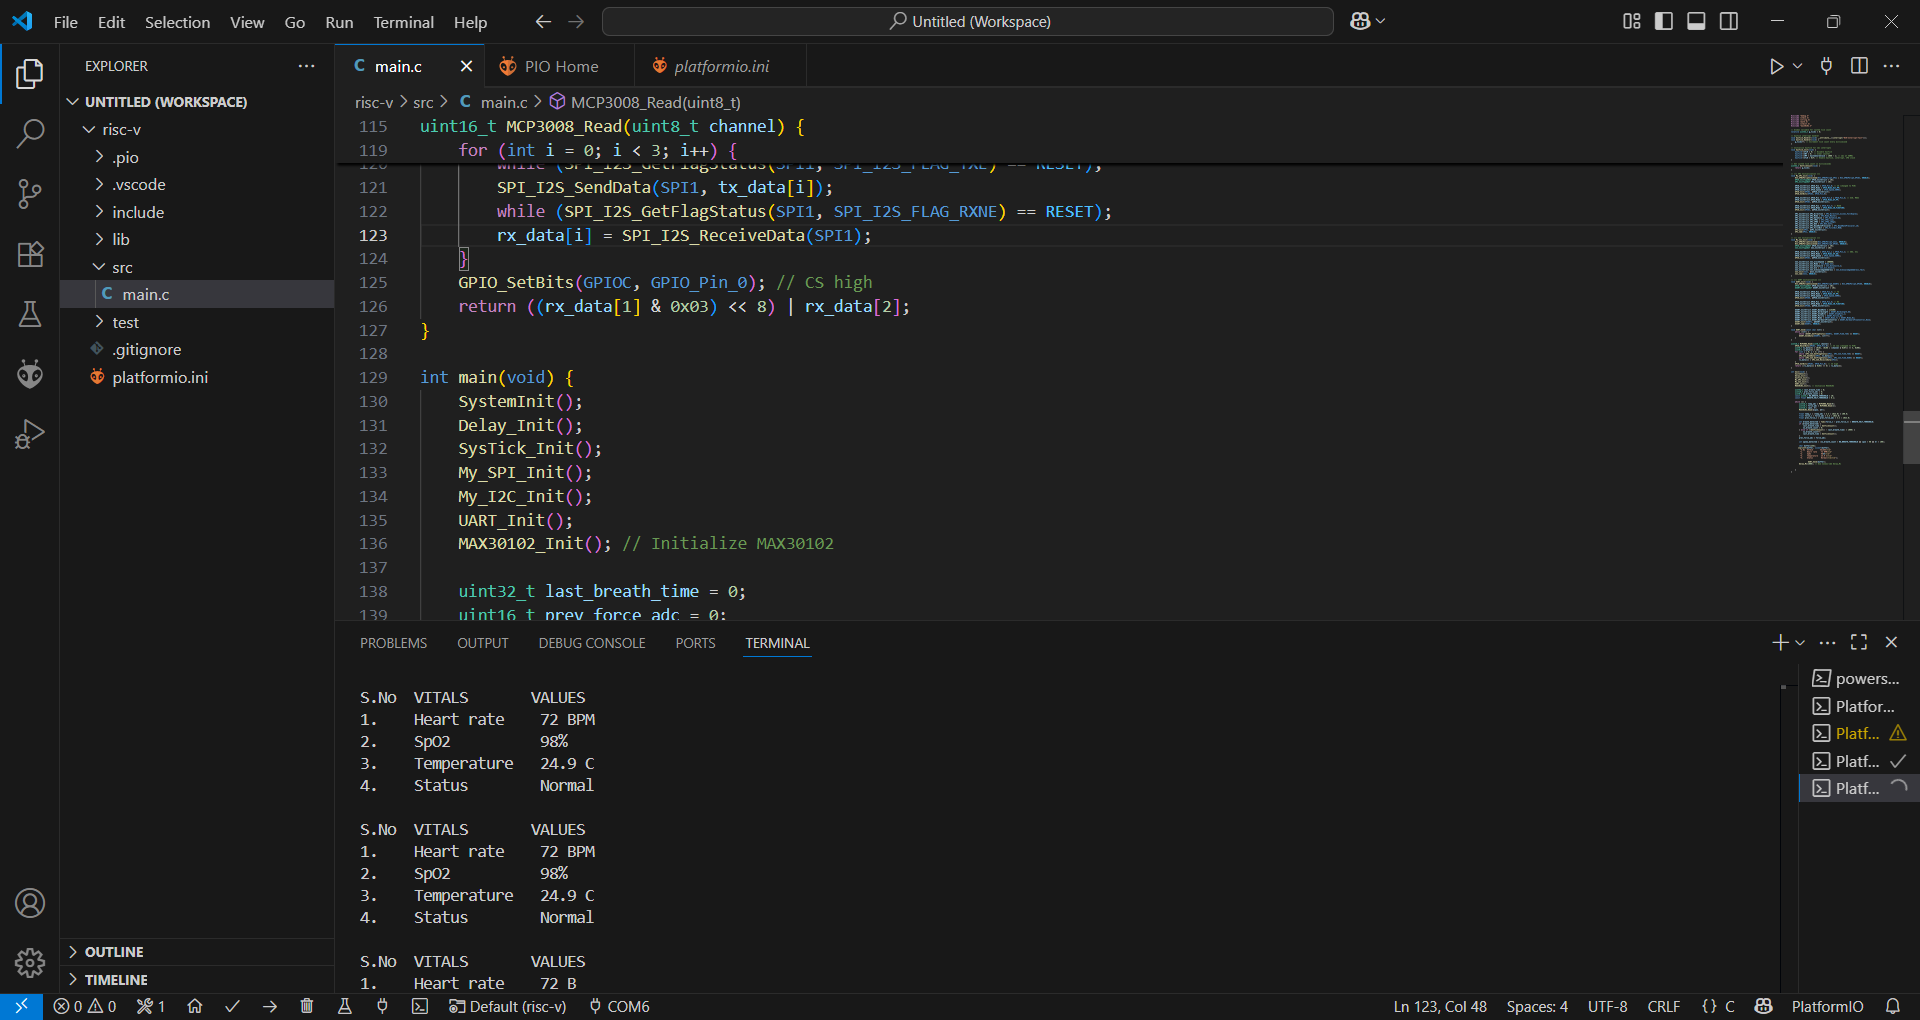 File Edit Selection View Go Run Terminal Help
Untitled (Workspace)
EXPLORER
UNTITLED (WORKSPACE)
risc-v
.pio
.vscode
include
lib
src
C main.c
test
.gitignore
platformio.ini
OUTLINE
TIMELINE
C main.c
PIO Home
platformio.ini
risc-v > src > C main.c > MCP3008_Read(uint8_t)
115 uint16_t MCP3008_Read(uint8_t channel) {
119 for (int i = 0; i < 3; i++) {
120 while (SPI_I2S_GetFlagStatus(SPI1, SPI_I2S_FLAG_TXE) == RESET);
121 SPI_I2S_SendData(SPI1, tx_data[i]);
122 while (SPI_I2S_GetFlagStatus(SPI1, SPI_I2S_FLAG_RXNE) == RESET);
123 rx_data[i] = SPI_I2S_ReceiveData(SPI1);
124 }
125 GPIO_SetBits(GPIOC, GPIO_Pin_0); // CS high
126 return ((rx_data[1] & 0x03) << 8) | rx_data[2];
127 }
128
129 int main(void) {
130 SystemInit();
131 Delay_Init();
132 SysTick_Init();
133 My_SPI_Init();
134 My_I2C_Init();
135 UART_Init();
136 MAX30102_Init(); // Initialize MAX30102
137
138 uint32_t last_breath_time = 0;
139 uint16_t prev_force_adc = 0;
PROBLEMS OUTPUT DEBUG CONSOLE PORTS TERMINAL
S.No VITALS VALUES
1. Heart rate 72 BPM
2. SpO2 98%
3. Temperature 24.9 C
4. Status Normal
S.No VITALS VALUES
1. Heart rate 72 BPM
2. SpO2 98%
3. Temperature 24.9 C
4. Status Normal
S.No VITALS VALUES
1. Heart rate 72 B
powers...
Platfor...
Platf...
Platf...
Platf...
0 0 1 Default (risc-v) COM6 Ln 123, Col 48 Spaces: 4 UTF-8 CRLF {} C PlatformIO